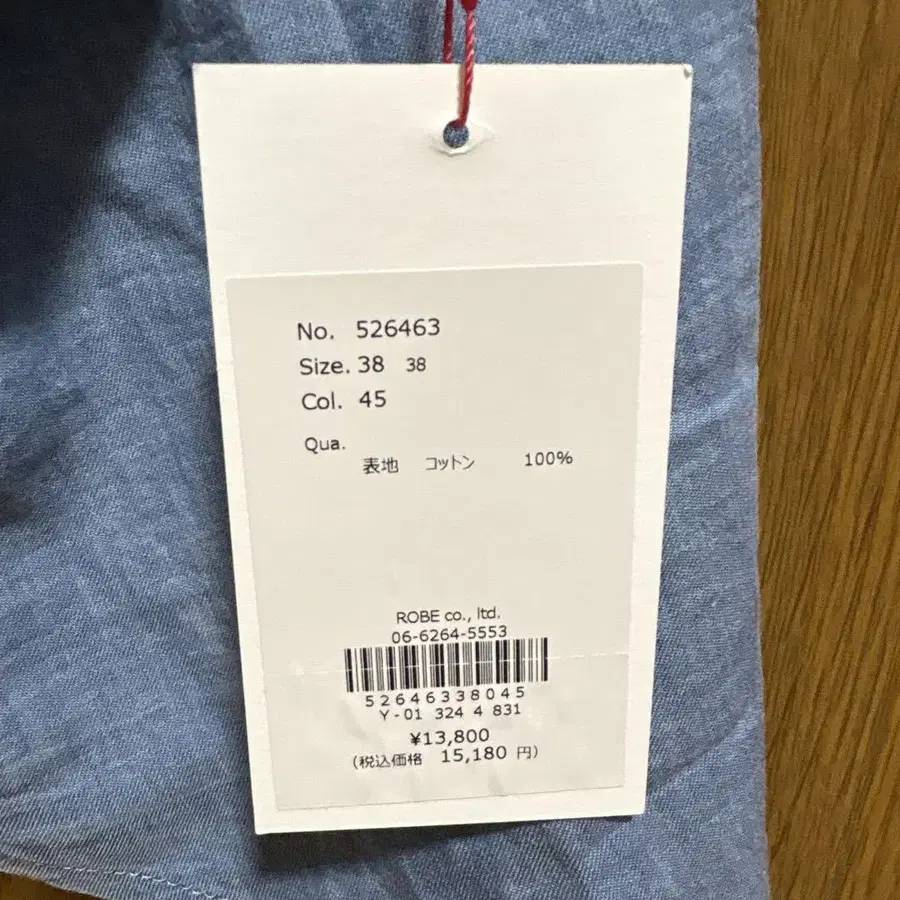 No. 526463
Size. 38 38
Col. 45
Qua.
表地 コットン 100%
ROBE co., ltd.
06-6264-5553
52646338045
Y-01 324 4 831
¥13,800
(税込価格 15,180 円)